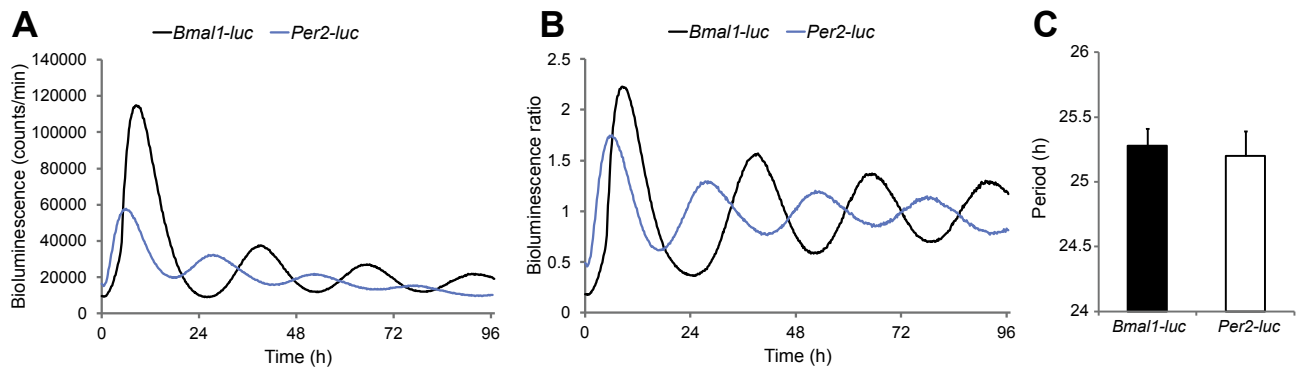 A
Bmal1-luc Per2-luc
140000
120000
100000
80000
60000
40000
20000
0
0 24 48 72 96
Bioluminescence (counts/min)
Time (h)
B
Bmal1-luc Per2-luc
2.5
2
1.5
1
0.5
0
0 24 48 72 96
Bioluminescence ratio
Time (h)
C
26
25.5
25
24.5
24
Period (h)
Bmal1-luc Per2-luc